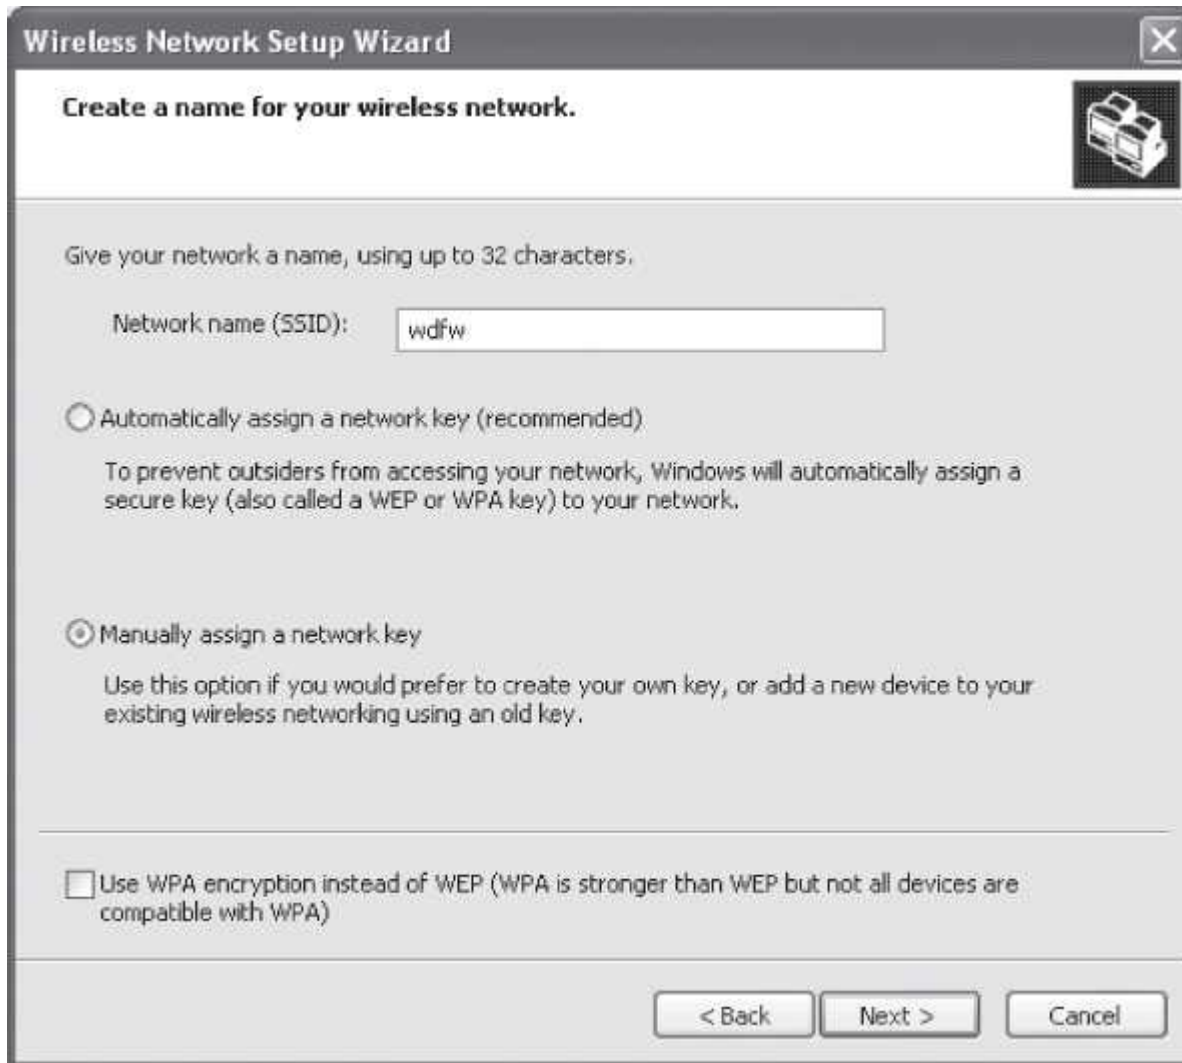 Wireless Network Setup Wizard
Create a name for your wireless network.
Give your network a name, using up to 32 characters.
Network name (SSID): wdfw
Automatically assign a network key (recommended)
To prevent outsiders from accessing your network, Windows will automatically assign a
secure key (also called a WEP or WPA key) to your network.
Manually assign a network key
Use this option if you would prefer to create your own key, or add a new device to your
existing wireless networking using an old key.
Use WPA encryption instead of WEP (WPA is stronger than WEP but not all devices are
compatible with WPA)
< Back Next > Cancel